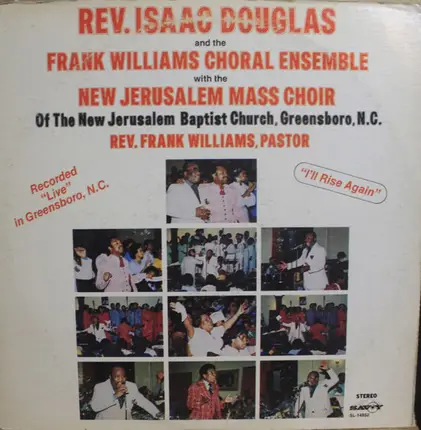 REV. ISAAC DOUGLAS
and the
FRANK WILLIAMS CHORAL ENSEMBLE
with the
NEW JERUSALEM MASS CHOIR
Of The New Jerusalem Baptist Church, Greensboro, N.C.
REV. FRANK WILLIAMS, PASTOR
Recorded
"Live"
in Greensboro, N.C.
"I'll Rise Again"
STEREO
SAVOY